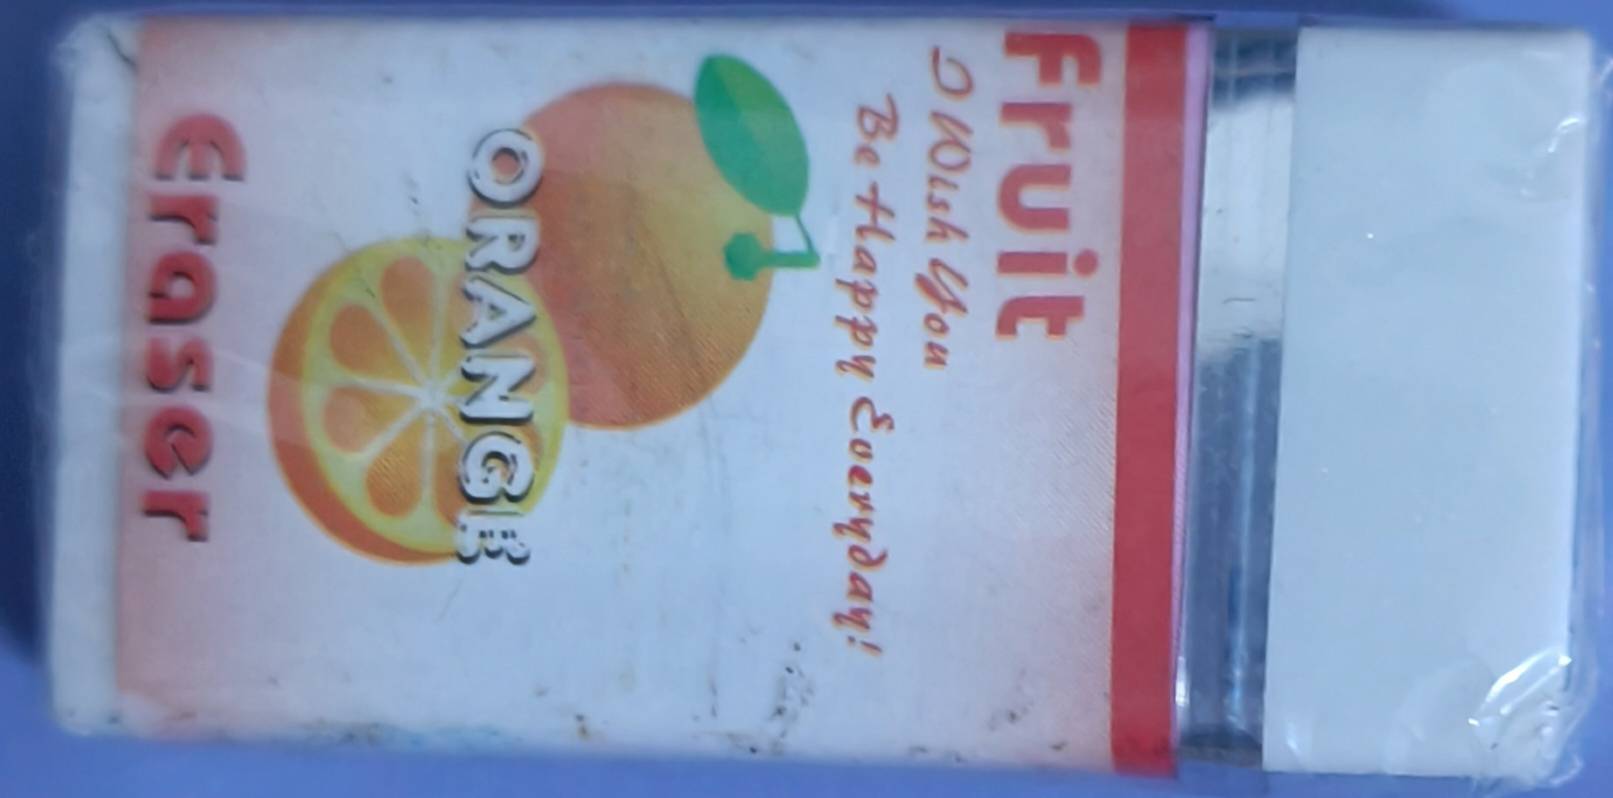 Fruit
I Wish You
Be Happy Everyday!
ORANGE
Eraser